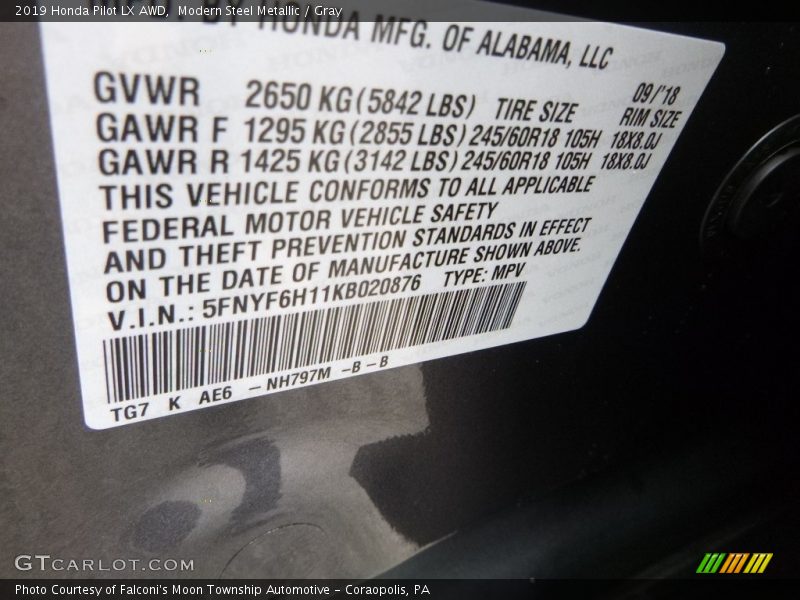 2019 Honda Pilot LX AWD, Modern Steel Metallic / Gray
BY HONDA MFG. OF ALABAMA, LLC
09/'18
GVWR 2650 KG (5842 LBS) TIRE SIZE RIM SIZE
GAWR F 1295 KG (2855 LBS) 245/60R18 105H 18X8.0J
GAWR R 1425 KG (3142 LBS) 245/60R18 105H 18X8.0J
THIS VEHICLE CONFORMS TO ALL APPLICABLE
FEDERAL MOTOR VEHICLE SAFETY
AND THEFT PREVENTION STANDARDS IN EFFECT
ON THE DATE OF MANUFACTURE SHOWN ABOVE.
V.I.N.: 5FNYF6H11KB020876 TYPE: MPV
TG7 K AE6 – NH797M – B – B
GTCARLOT.COM
Photo Courtesy of Falconi's Moon Township Automotive – Coraopolis, PA